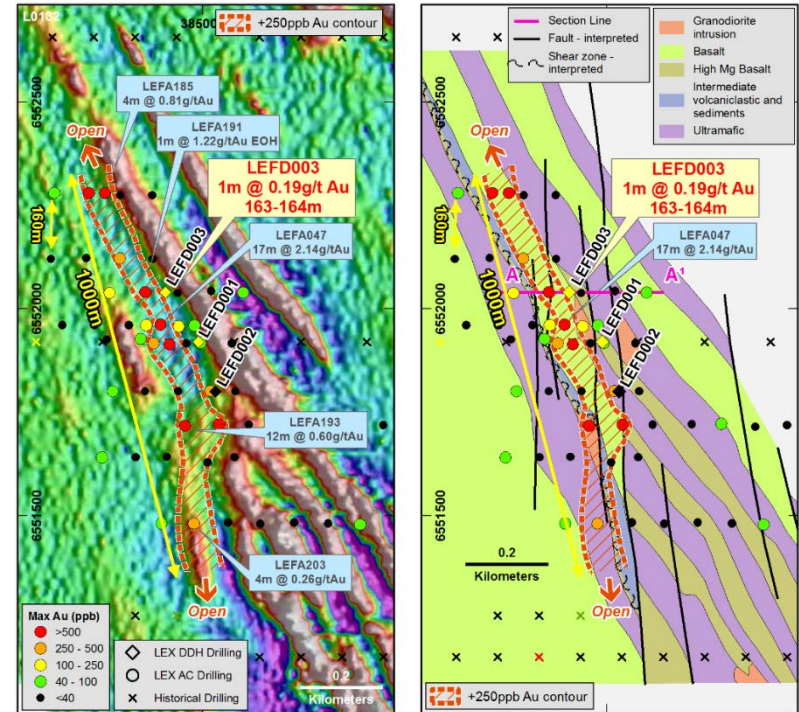 L0132
38500
+250ppb Au contour
6552500
6552000
6551500
LEFA185
4m @ 0.81g/tAu
LEFA191
1m @ 1.22g/tAu EOH
LEFD003
1m @ 0.19g/t Au
163-164m
LEFA047
17m @ 2.14g/tAu
Open
160m
1000m
LEFD003
LEFD001
LEFD002
LEFA193
12m @ 0.60g/tAu
LEFA203
4m @ 0.26g/tAu
Open
Max Au (ppb)
>500
250 - 500
100 - 250
40 - 100
<40
LEX DDH Drilling
LEX AC Drilling
Historical Drilling
0.2
Kilometers
Section Line
Fault - interpreted
Shear zone -
interpreted
Granodiorite
intrusion
Basalt
High Mg Basalt
Intermediate
volcaniclastic and
sediments
Ultramafic
6552500
6552000
6551500
Open
LEFD003
1m @ 0.19g/t Au
163-164m
LEFA047
17m @ 2.14g/tAu
160m
1000m
A
A¹
LEFD003
LEFD001
LEFD002
0.2
Kilometers
Open
+250ppb Au contour